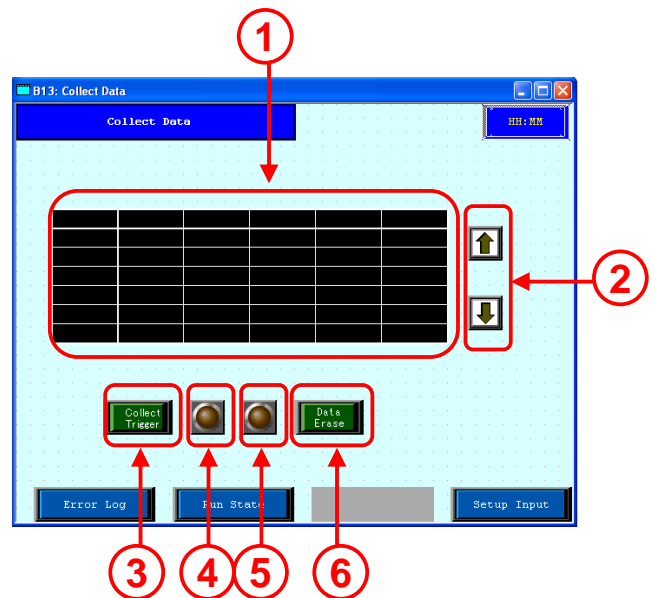 1
B13: Collect Data
Collect Data
HH:MM
2
Collect
Trigger
Data
Erase
Error Log
Run State
Setup Input
3
4
5
6